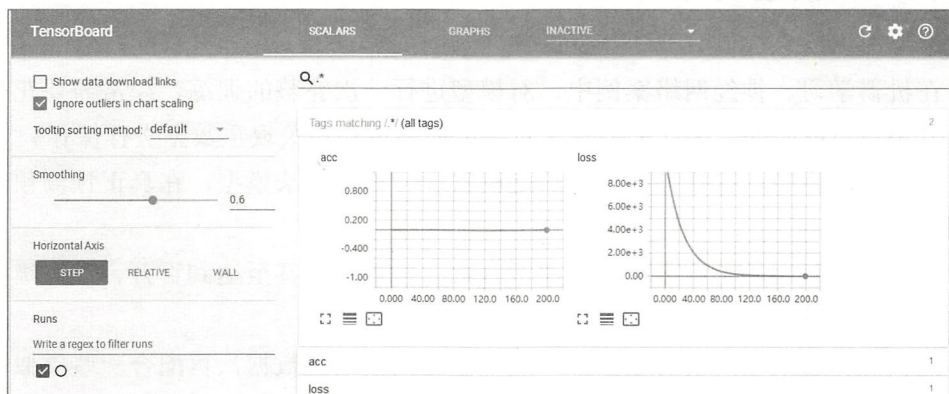 TensorBoard
SCALARS
GRAPHS
INACTIVE
Show data download links
Ignore outliers in chart scaling
Tooltip sorting method: default
Smoothing
0.6
Horizontal Axis
STEP
RELATIVE
WALL
Runs
Write a regex to filter runs
.*
Tags matching /.*/ (all tags)
2
acc
0.800
0.200
-0.400
-1.00
0.000 40.00 80.00 120.0 160.0 200.0
loss
8.00e+3
6.00e+3
4.00e+3
2.00e+3
0.00
0.000 40.00 80.00 120.0 160.0 200.0
acc
1
loss
1